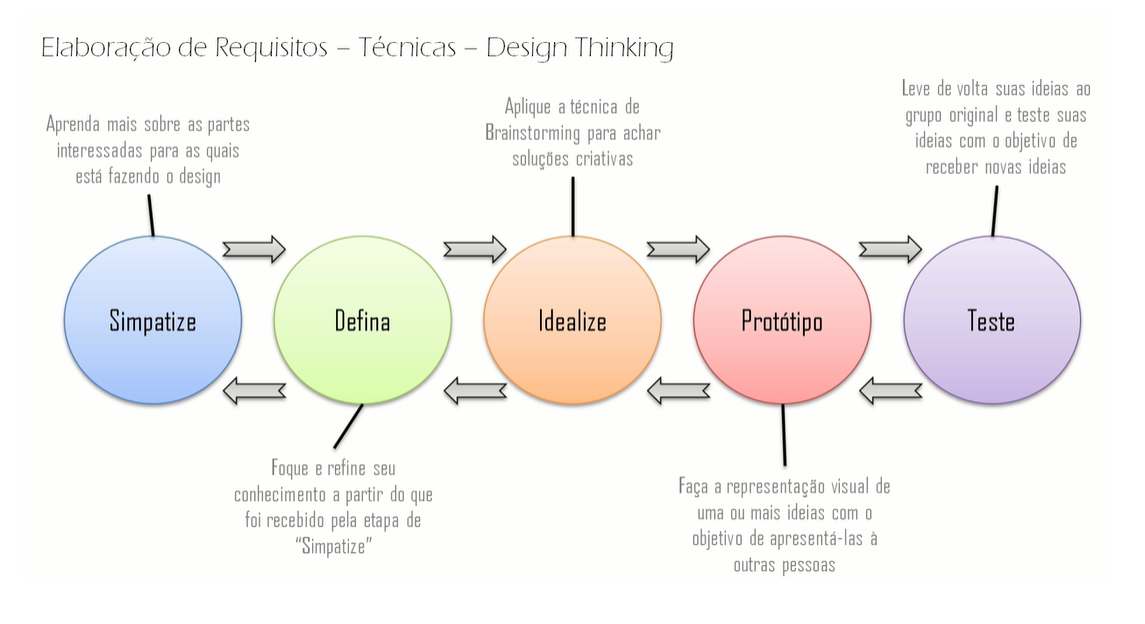 Elaboração de Requisitos – Técnicas – Design Thinking
Aprenda mais sobre as partes
interessadas para as quais
está fazendo o design
Aplique a técnica de
Brainstorming para achar
soluções criativas
Leve de volta suas ideias ao
grupo original e teste suas
ideias com o objetivo de
receber novas ideias
Simpatize
Defina
Idealize
Protótipo
Teste
Foque e refine seu
conhecimento a partir do que
foi recebido pela etapa de
“Simpatize”
Faça a representação visual de
uma ou mais ideias com o
objetivo de apresentá-las à
outras pessoas